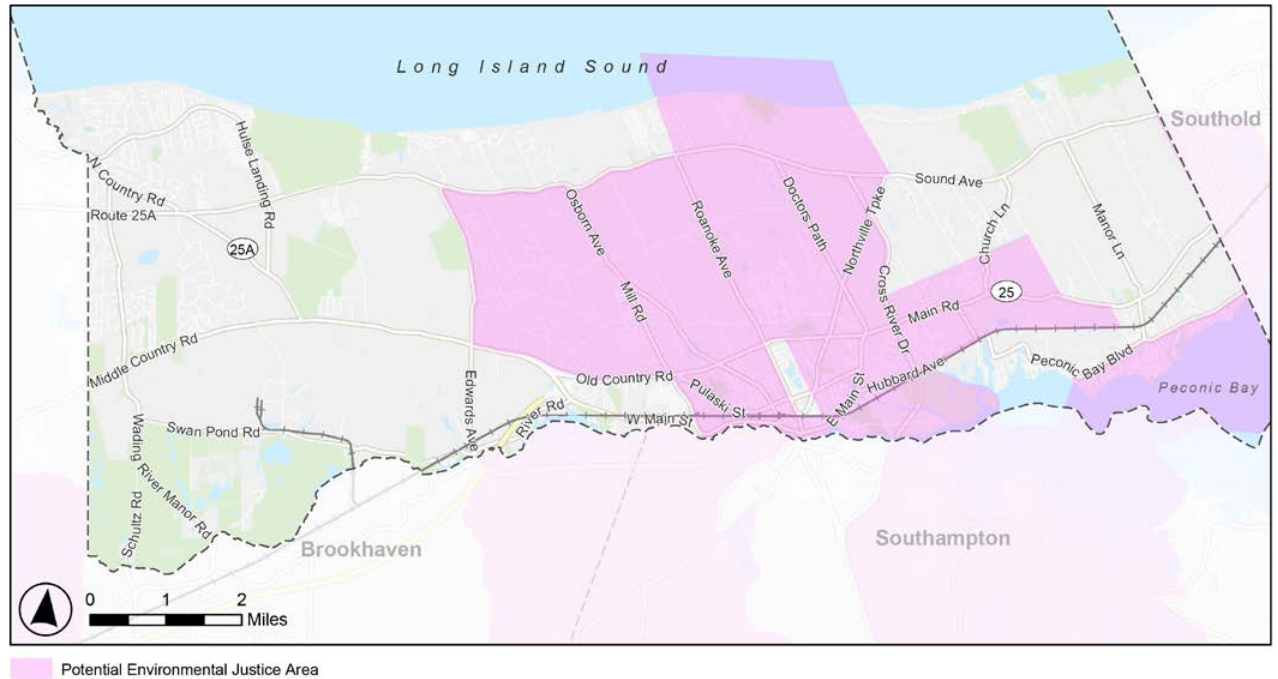 Long Island Sound
Southold
Hulse Landing Rd
N Country Rd
Route 25A
25A
Sound Ave
Osborn Ave
Roanoke Ave
Doctors Path
Northville Tpke
Church Ln
Manor Ln
Mill Rd
Cross River Dr
25
Main Rd
Middle Country Rd
Peconic Bay Blvd
Peconic Bay
Old Country Rd
Hubbard Ave
Pulaski St
E Main St
Edwards Ave
River Rd
W Main St
Swan Pond Rd
Wading River Manor Rd
Schultz Rd
Brookhaven
Southampton
0 1 2
Miles
Potential Environmental Justice Area